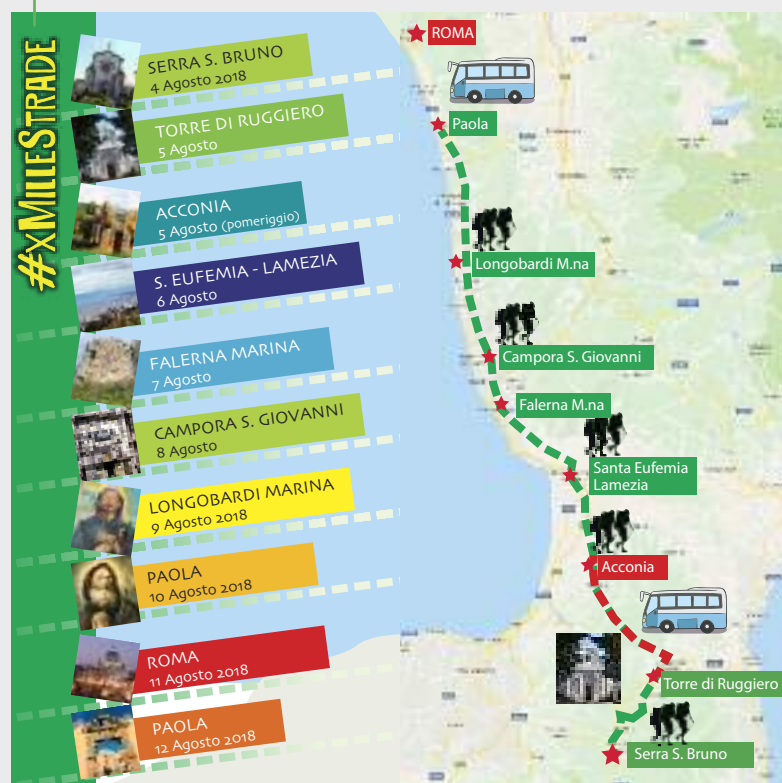 #xMilleStrade
SERRA S. BRUNO
4 Agosto 2018
TORRE DI RUGGIERO
5 Agosto
ACCONIA
5 Agosto (pomeriggio)
S. EUFEMIA - LAMEZIA
6 Agosto
FALERNA MARINA
7 Agosto
CAMPORA S. GIOVANNI
8 Agosto
LONGOBARDI MARINA
9 Agosto 2018
PAOLA
10 Agosto 2018
ROMA
11 Agosto 2018
PAOLA
12 Agosto 2018
ROMA
Paola
Longobardi M.na
Campora S. Giovanni
Falerna M.na
Santa Eufemia
Lamezia
Acconia
Torre di Ruggiero
Serra S. Bruno